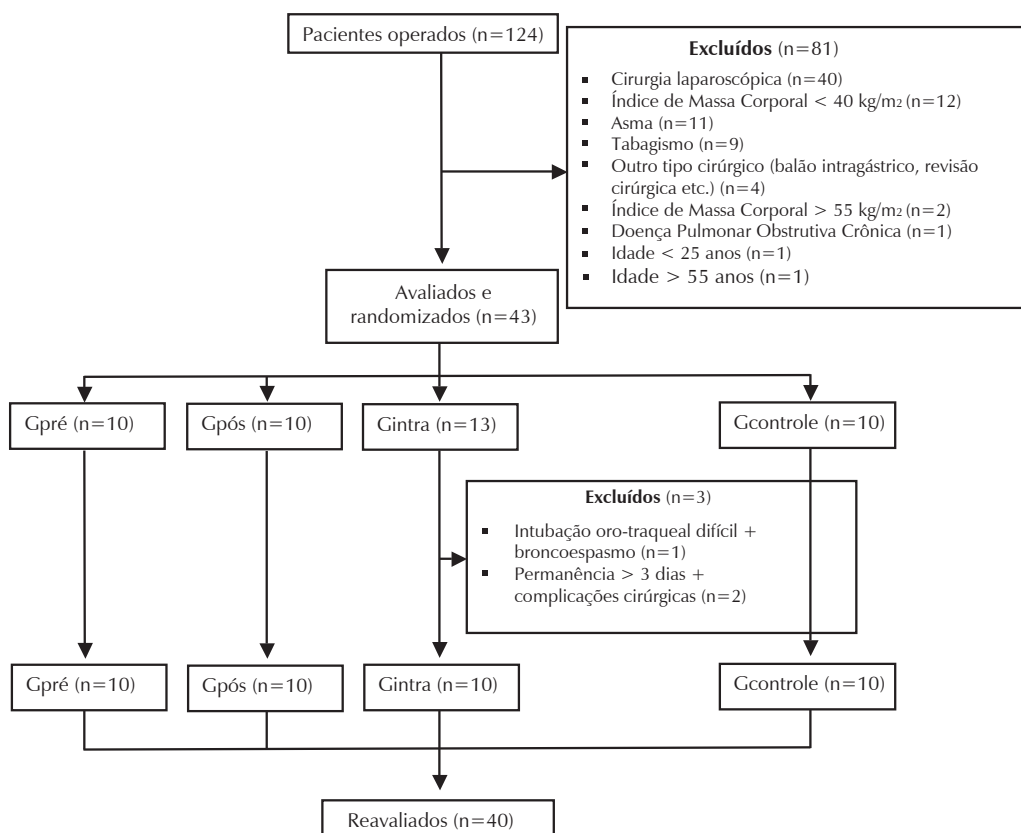 Pacientes operados (n=124)
Excluídos (n=81)
▪ Cirurgia laparoscópica (n=40)
▪ Índice de Massa Corporal < 40 kg/m2 (n=12)
▪ Asma (n=11)
▪ Tabagismo (n=9)
▪ Outro tipo cirúrgico (balão intragástrico, revisão
cirúrgica etc.) (n=4)
▪ Índice de Massa Corporal > 55 kg/m2 (n=2)
▪ Doença Pulmonar Obstrutiva Crônica (n=1)
▪ Idade < 25 anos (n=1)
▪ Idade > 55 anos (n=1)
Avaliados e
randomizados (n=43)
Gpré (n=10)
Gpós (n=10)
Gintra (n=13)
Gcontrole (n=10)
Excluídos (n=3)
▪ Intubação oro-traqueal difícil +
broncoespasmo (n=1)
▪ Permanência > 3 dias +
complicações cirúrgicas (n=2)
Gpré (n=10)
Gpós (n=10)
Gintra (n=10)
Gcontrole (n=10)
Reavaliados (n=40)